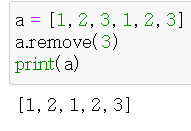 a = [1, 2, 3, 1, 2, 3]
a.remove(3)
print(a)
[1, 2, 1, 2, 3]